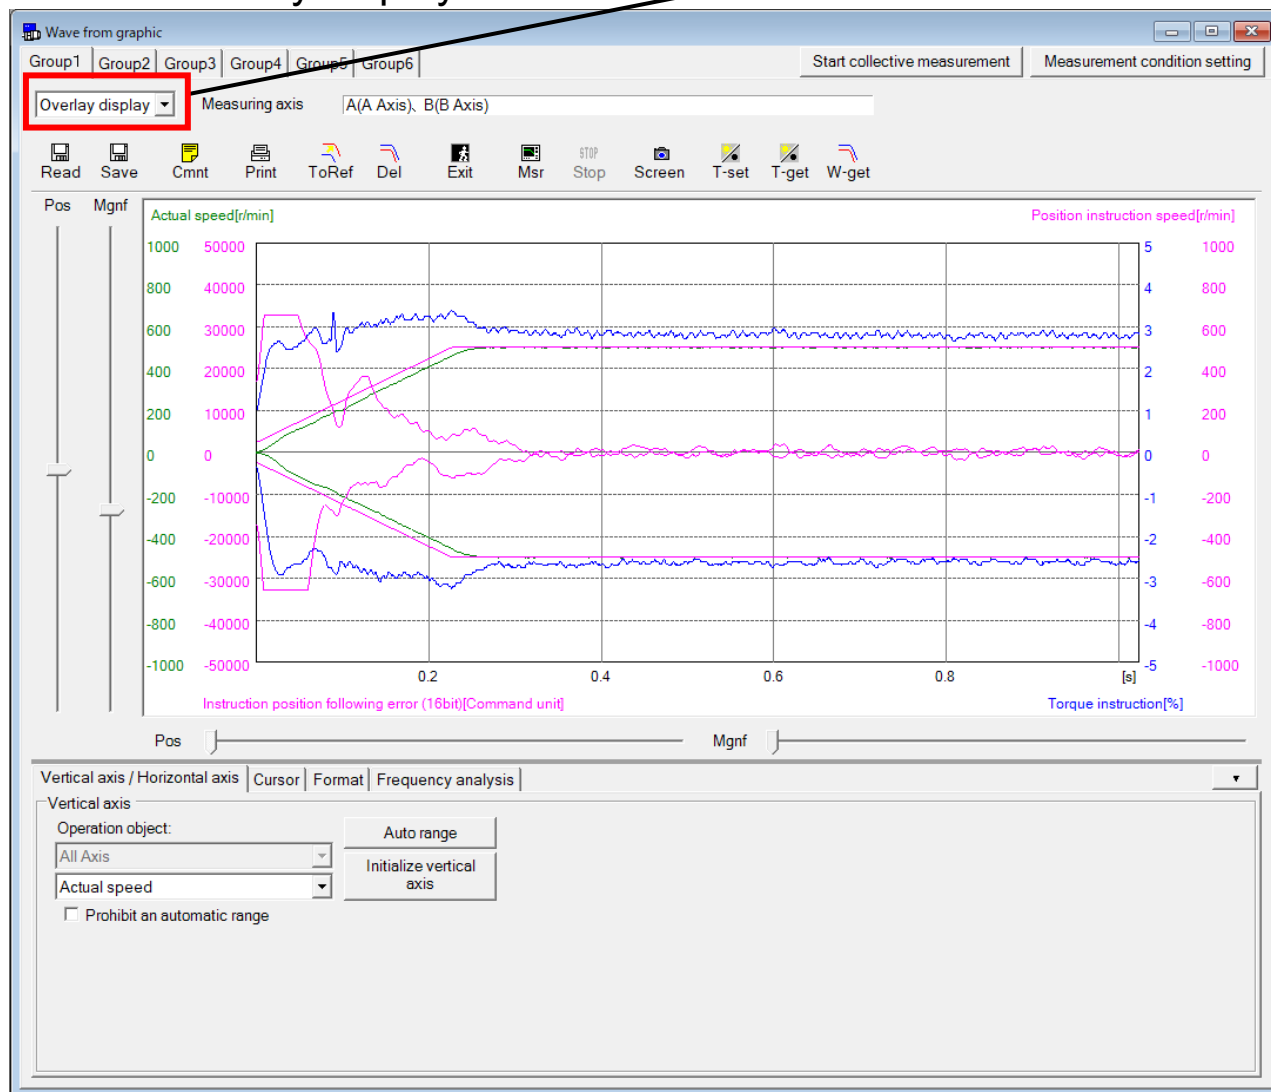 Wave from graphic
Group1 Group2 Group3 Group4 Group5 Group6 Start collective measurement Measurement condition setting
Overlay display Measuring axis A(A Axis)、B(B Axis)
STOP
Read Save Cmnt Print ToRef Del Exit Msr Stop Screen T-set T-get W-get
Pos Mgnf
Actual speed[r/min] Position instruction speed[r/min]
1000 50000 5 1000
800 40000 4 800
600 30000 3 600
400 20000 2 400
200 10000 1 200
0 0 0 0
-200 -10000 -1 -200
-400 -20000 -2 -400
-600 -30000 -3 -600
-800 -40000 -4 -800
-1000 -50000 -5 -1000
0.2 0.4 0.6 0.8 [s]
Instruction position following error (16bit)[Command unit] Torque instruction[%]
Pos Mgnf
Vertical axis / Horizontal axis Cursor Format Frequency analysis
Vertical axis
Operation object:
All Axis
Actual speed
Auto range
Initialize vertical
axis
Prohibit an automatic range